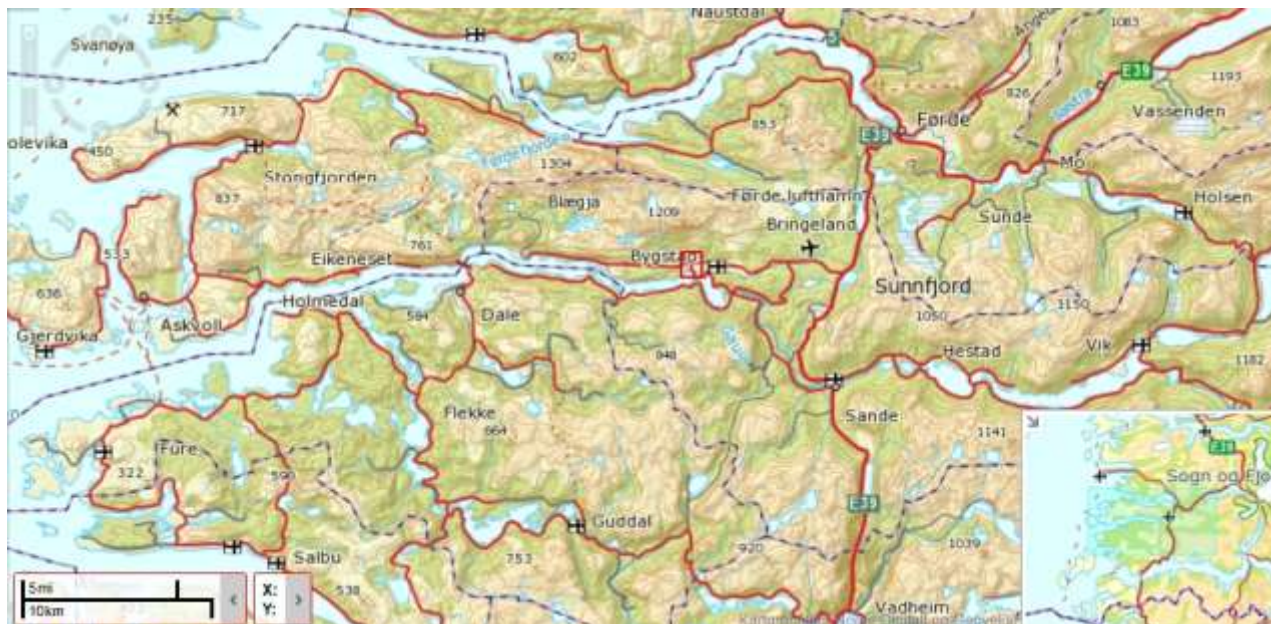 Naustdal
235
1083
Svanøya
602
E39
1193
826
Vassenden
717
853
Førde
olevika
450
Førdefjorden
1304
Mo
Stongfjorden
837
Blægja
1209
Førde lufthamn
Holsen
Bringeland
Sunde
533
761
Eikeneset
Bygstad
636
Sunnfjord
Holmedal
1150
Askvoll
594
Dale
1050
Gjerdvika
848
Hestad
Vik
1182
Flekke
664
Sande
1141
Fure
322
590
Sogn og Fjo
E39
Guddal
753
920
1039
Salbu
538
5mi
10km
X:
Y:
Vadheim